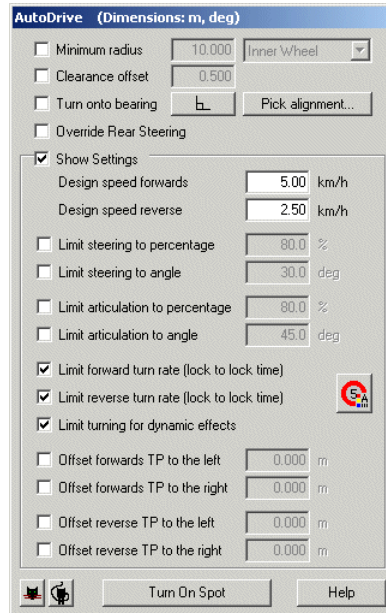 AutoDrive (Dimensions: m, deg)
Minimum radius 10.000 Inner Wheel
Clearance offset 0.500
Turn onto bearing Pick alignment...
Override Rear Steering
Show Settings
Design speed forwards 5.00 km/h
Design speed reverse 2.50 km/h
Limit steering to percentage 80.0 %
Limit steering to angle 30.0 deg
Limit articulation to percentage 80.0 %
Limit articulation to angle 45.0 deg
Limit forward turn rate (lock to lock time)
Limit reverse turn rate (lock to lock time)
5 A
Limit turning for dynamic effects
Offset forwards TP to the left 0.000 m
Offset forwards TP to the right 0.000 m
Offset reverse TP to the left 0.000 m
Offset reverse TP to the right 0.000 m
Turn On Spot Help